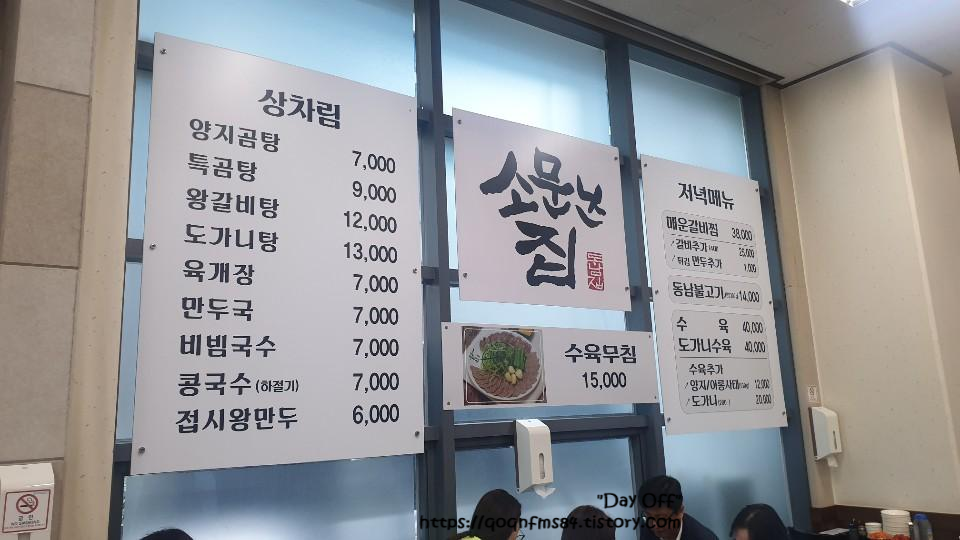 상차림
양지곰탕 7,000
특곰탕 9,000
왕갈비탕 12,000
도가니탕 13,000
육개장 7,000
만두국 7,000
비빔국수 7,000
콩국수 (하절기) 7,000
접시왕만두 6,000
소문난
집
수육무침
15,000
저녁메뉴
매운갈비찜 38,000
갈비추가 25,000
튀김 만두추가 1,000
동남불고기 14,000
수 육 40,000
도가니수육 40,000
수육추가
양지/아롱사태 12,000
도가니 20,000
금 연
NO SMOKING
"Day Off"
https://qoqnfms84.tistory.com/